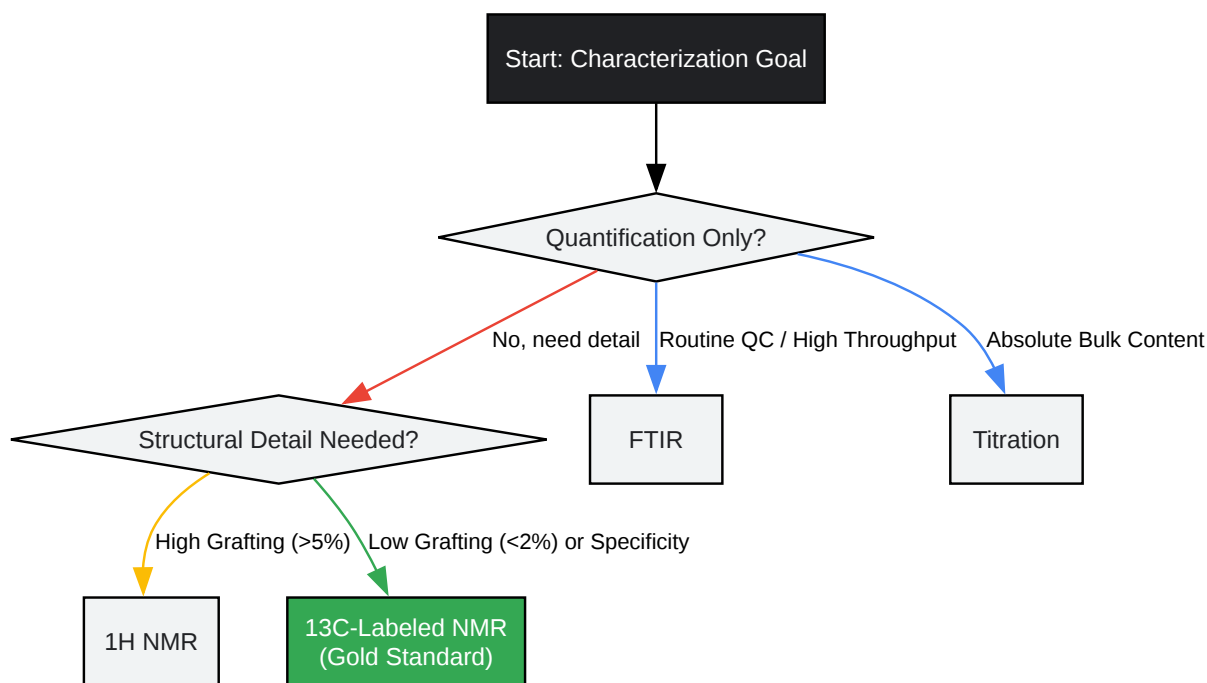 Start: Characterization Goal
Quantification Only?
No, need detail
Routine QC / High Throughput
Absolute Bulk Content
Structural Detail Needed?
FTIR
Titration
High Grafting (>5%)
Low Grafting (<2%) or Specificity
1H NMR
13C-Labeled NMR
(Gold Standard)